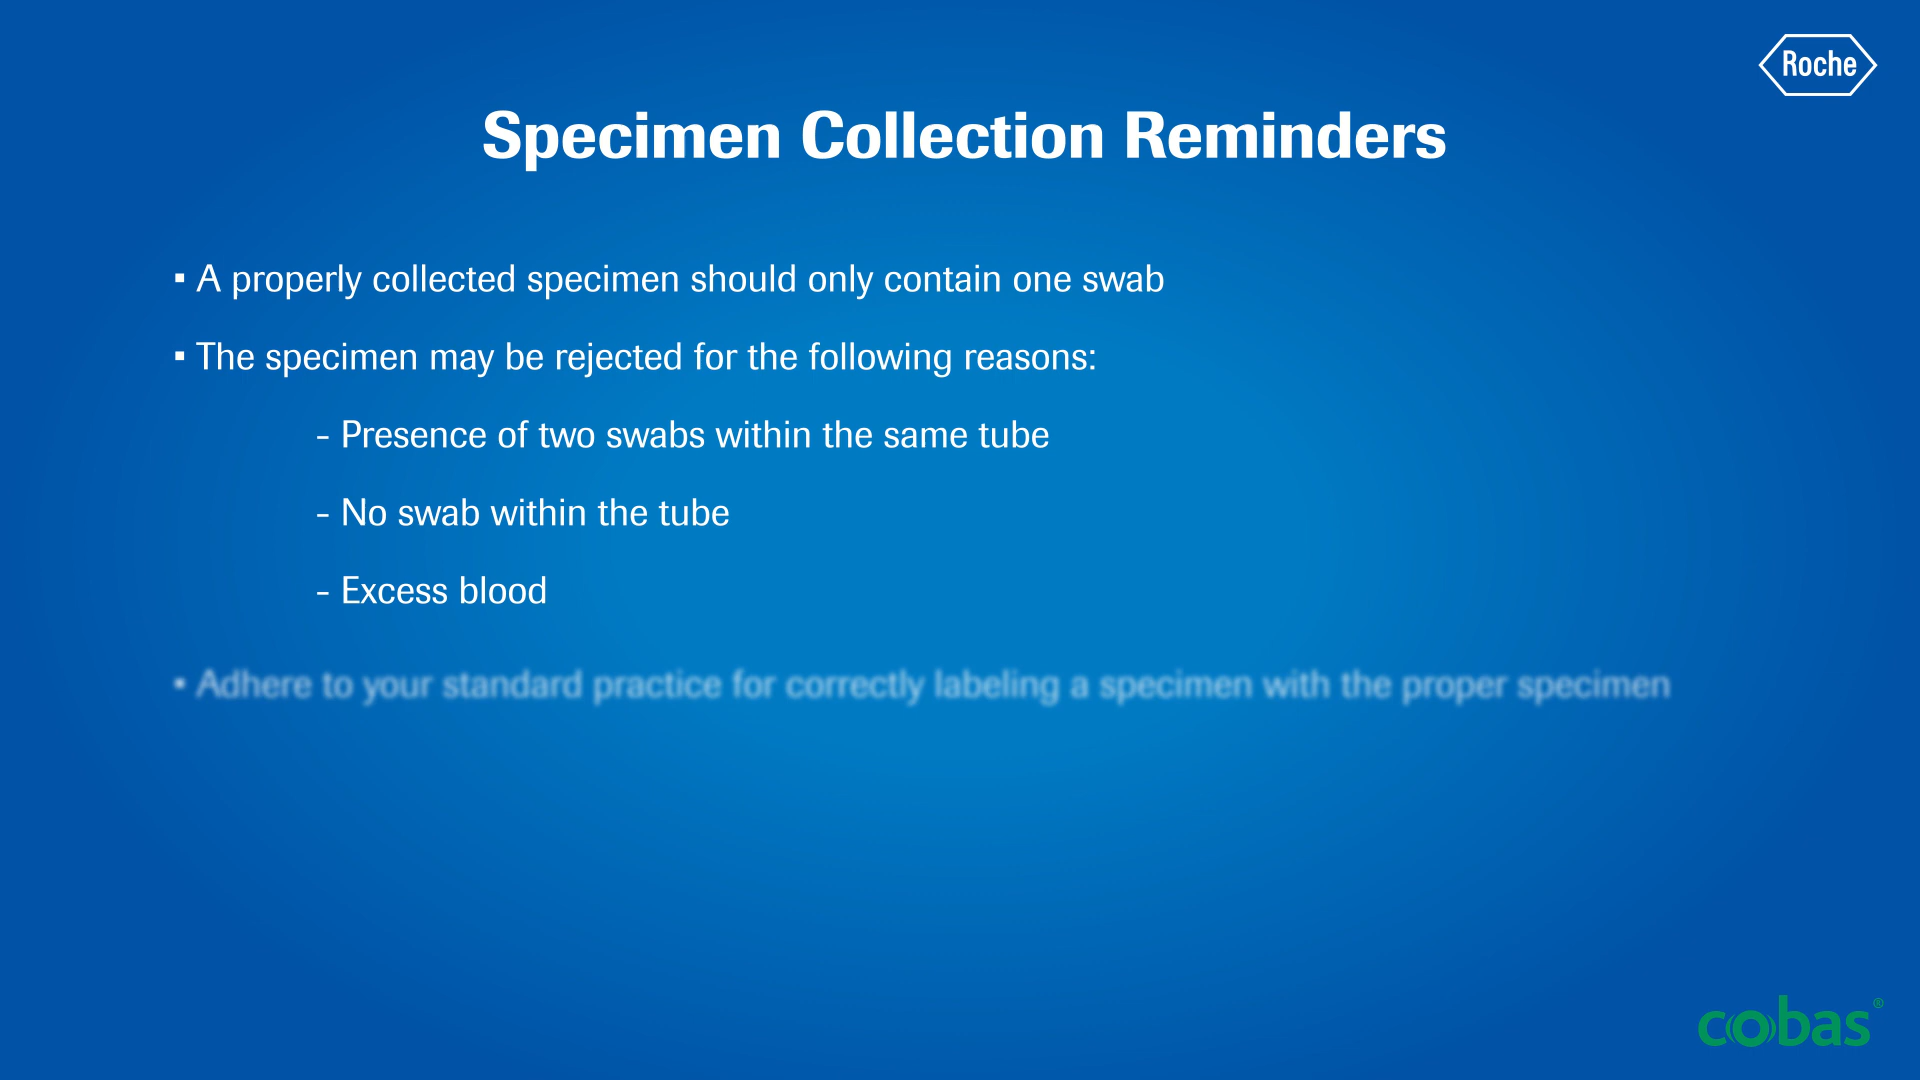 Roche
Specimen Collection Reminders
▪ A properly collected specimen should only contain one swab
▪ The specimen may be rejected for the following reasons:
- Presence of two swabs within the same tube
- No swab within the tube
- Excess blood
▪ Adhere to your standard practice for correctly labeling a specimen with the proper specimen
cobas®